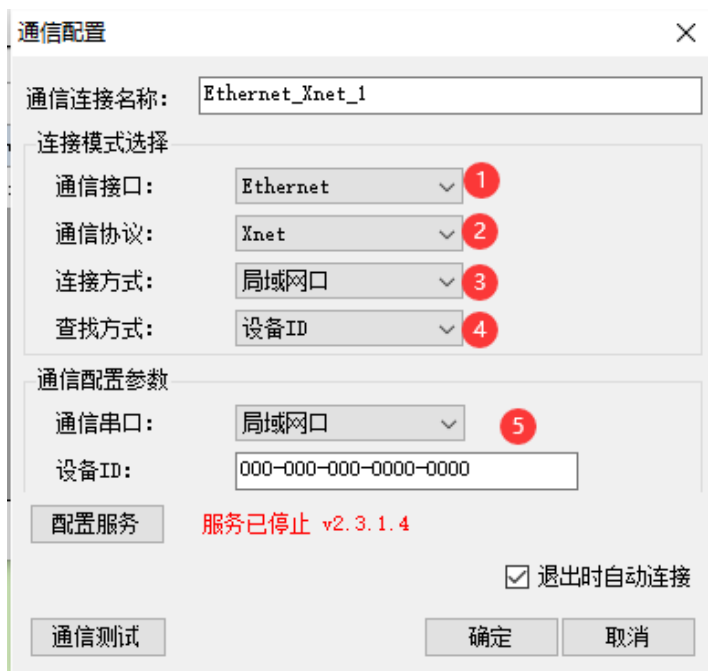 通信配置
通信连接名称: Ethernet_Xnet_1
连接模式选择
通信接口: Ethernet 1
通信协议: Xnet 2
连接方式: 局域网口 3
查找方式: 设备ID 4
通信配置参数
通信串口: 局域网口 5
设备ID: 000-000-000-0000-0000
配置服务 服务已停止 v2.3.1.4
退出时自动连接
通信测试 确定 取消